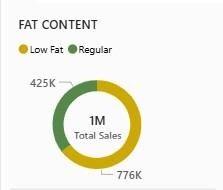 FAT CONTENT
Low Fat Regular
425K
1M
Total Sales
776K